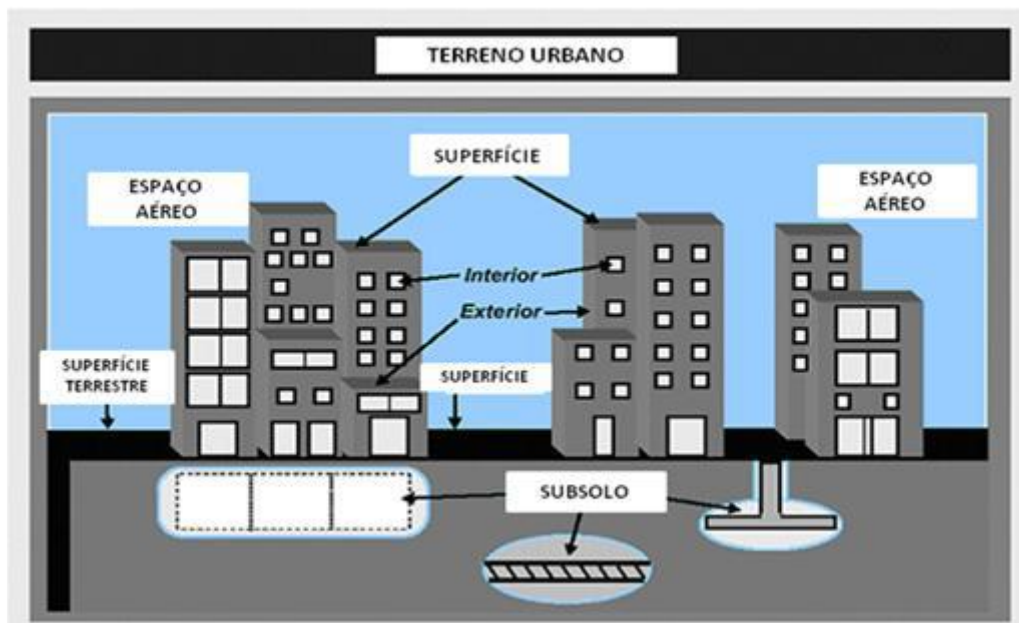 TERRENO URBANO
SUPERFÍCIE
ESPAÇO
AÉREO
ESPAÇO
AÉREO
Interior
Exterior
SUPERFÍCIE
TERRESTRE
SUPERFÍCIE
SUBSOLO